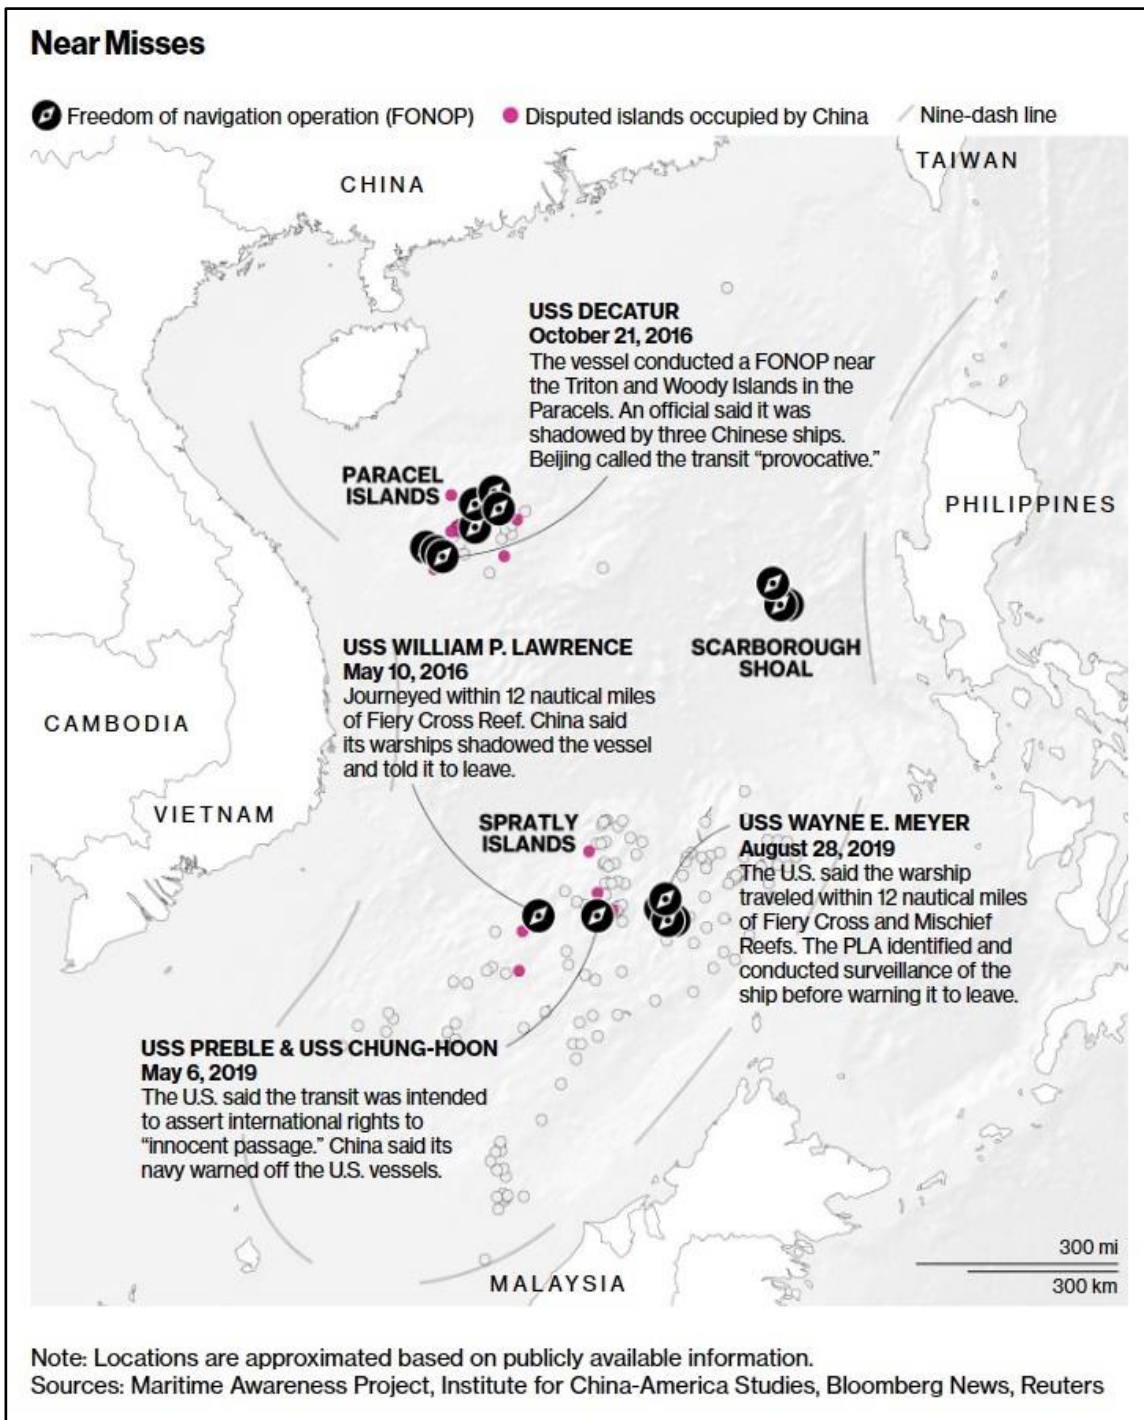 Near Misses
Freedom of navigation operation (FONOP)
Disputed islands occupied by China
Nine-dash line
TAIWAN
CHINA
USS DECATUR
October 21, 2016
The vessel conducted a FONOP near
the Triton and Woody Islands in the
Paracels. An official said it was
shadowed by three Chinese ships.
Beijing called the transit “provocative.”
PARACEL
ISLANDS
PHILIPPINES
USS WILLIAM P. LAWRENCE
May 10, 2016
Journeyed within 12 nautical miles
of Fiery Cross Reef. China said
its warships shadowed the vessel
and told it to leave.
SCARBOROUGH
SHOAL
CAMBODIA
VIETNAM
SPRATLY
ISLANDS
USS WAYNE E. MEYER
August 28, 2019
The U.S. said the warship
traveled within 12 nautical miles
of Fiery Cross and Mischief
Reefs. The PLA identified and
conducted surveillance of the
ship before warning it to leave.
USS PREBLE & USS CHUNG-HOON
May 6, 2019
The U.S. said the transit was intended
to assert international rights to
“innocent passage.” China said its
navy warned off the U.S. vessels.
300 mi
300 km
MALAYSIA
Note: Locations are approximated based on publicly available information.
Sources: Maritime Awareness Project, Institute for China-America Studies, Bloomberg News, Reuters